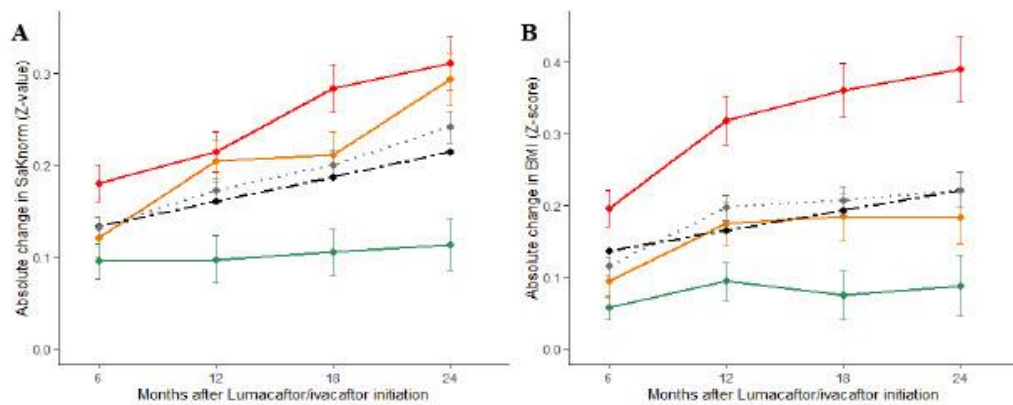 A
Absolute change in SaKnorm (Z-value)
0.3
0.2
0.1
0.0
6
12
18
24
Months after Lumacaftor/ivacaftor initiation
B
Absolute change in BMI (Z-score)
0.4
0.3
0.2
0.1
0.0
6
12
18
24
Months after Lumacaftor/ivacaftor initiation